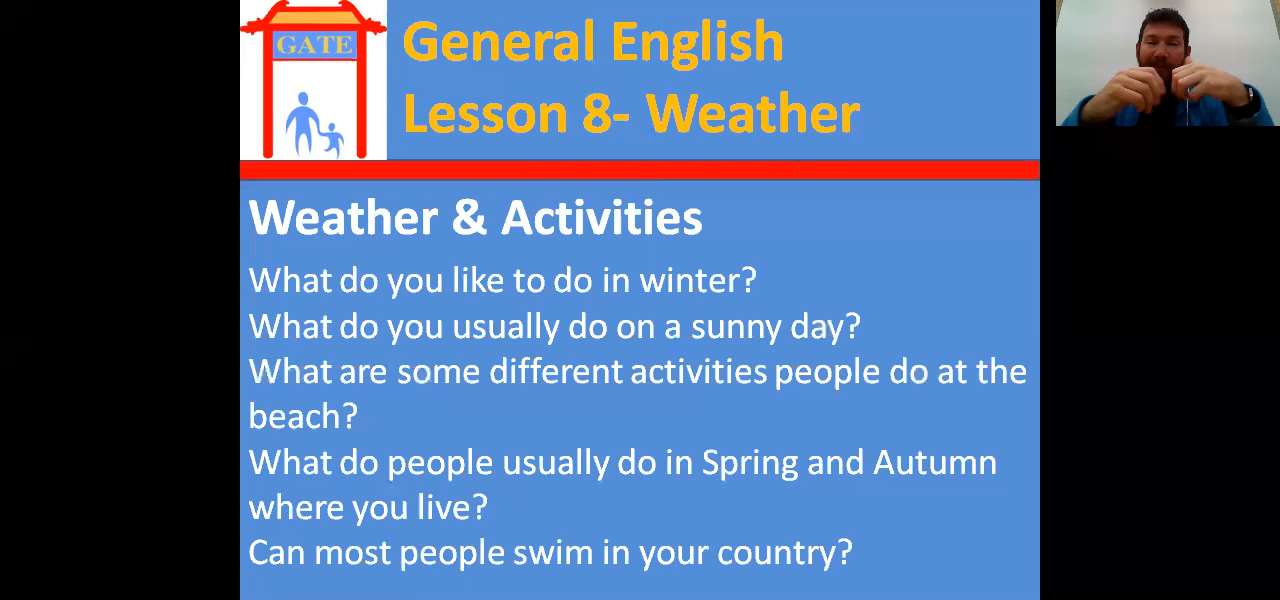 GATE
General English
Lesson 8- Weather
Weather & Activities
What do you like to do in winter?
What do you usually do on a sunny day?
What are some different activities people do at the
beach?
What do people usually do in Spring and Autumn
where you live?
Can most people swim in your country?